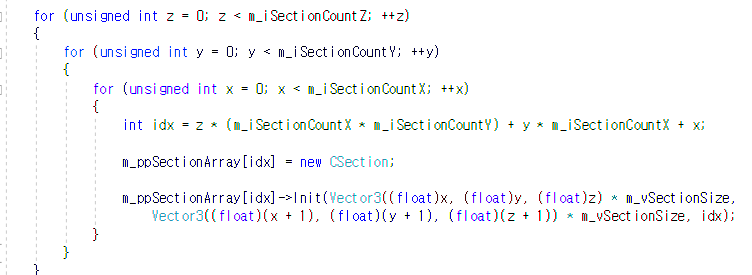 for (unsigned int z = 0; z < m_iSectionCountZ; ++z)
{
for (unsigned int y = 0; y < m_iSectionCountY; ++y)
{
for (unsigned int x = 0; x < m_iSectionCountX; ++x)
{
int idx = z * (m_iSectionCountX * m_iSectionCountY) + y * m_iSectionCountX + x;
m_ppSectionArray[idx] = new CSection;
m_ppSectionArray[idx]->Init(Vector3((float)x, (float)y, (float)z) * m_vSectionSize,
Vector3((float)(x + 1), (float)(y + 1), (float)(z + 1)) * m_vSectionSize, idx);
}
}
}